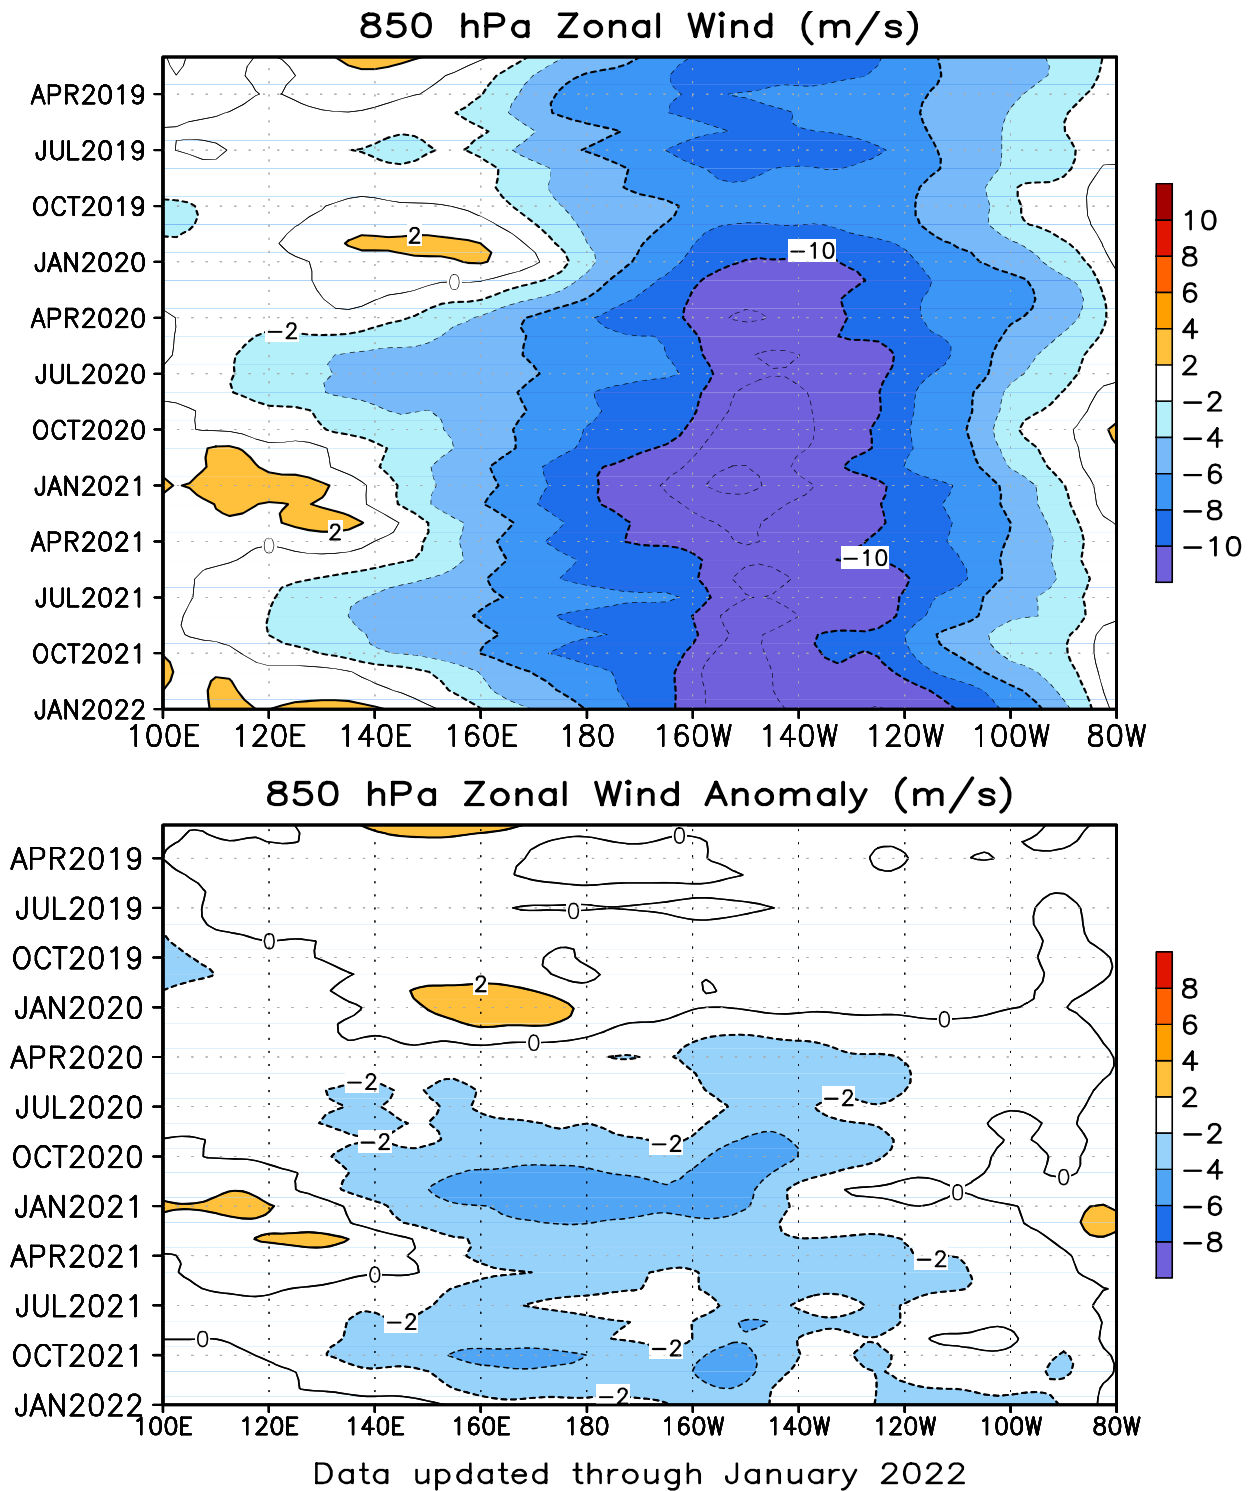 850 hPa Zonal Wind (m/s)
APR2019
JUL2019
OCT2019
JAN2020
APR2020
JUL2020
OCT2020
JAN2021
APR2021
JUL2021
OCT2021
JAN2022
2
−10
0
−2
2
0
−10
100E 120E 140E 160E 180 160W 140W 120W 100W 80W
10
8
6
4
2
−2
−4
−6
−8
−10
850 hPa Zonal Wind Anomaly (m/s)
APR2019
JUL2019
OCT2019
JAN2020
APR2020
JUL2020
OCT2020
JAN2021
APR2021
JUL2021
OCT2021
JAN2022
0
0
0
2
0
0
−2
−2
−2
−2
0
0
−2
0
−2
0
−2
−2
100E 120E 140E 160E 180 160W 140W 120W 100W 80W
8
6
4
2
−2
−4
−6
−8
Data updated through January 2022